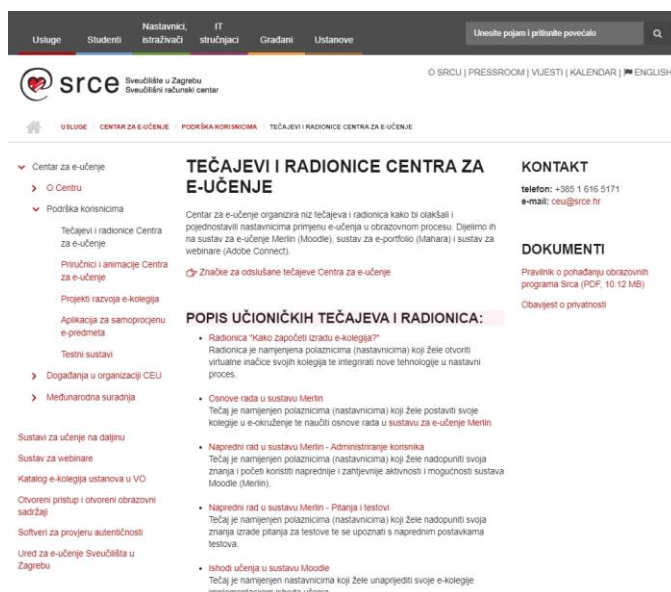 Usluge
Studenti
Nastavnici,
istraživači
IT
stručnjaci
Građani
Ustanove
Unesite pojam i pritisnite povećalo
srce
Sveučilište u Zagrebu
Sveučilišni računski centar
O SRCU | PRESSROOM | VIJESTI | KALENDAR | ENGLISH
USLUGE / CENTAR ZA E-UČENJE / PODRŠKA KORISNICIMA / TEČAJEVI I RADIONICE CENTRA ZA E-UČENJE
Centar za e-učenje
O Centru
Podrška korisnicima
Tečajevi i radionice Centra
za e-učenje
Priručnici i animacije Centra
za e-učenje
Projekti razvoja e-kolegija
Aplikacija za samoprocjenu
e-predmeta
Testni sustavi
Događanja u organizaciji CEU
Međunarodna suradnja
Sustavi za učenje na daljinu
Sustav za webinare
Katalog e-kolegija ustanova u VO
Otvoreni pristup i otvoreni obrazovni
sadržaji
Softveri za provjeru autentičnosti
Ured za e-učenje Sveučilišta u
Zagrebu
TEČAJEVI I RADIONICE CENTRA ZA
E-UČENJE
Centar za e-učenje organizira niz tečajeva i radionica kako bi olakšali i
pojednostavili nastavnicima primjenu e-učenja u obrazovnom procesu. Dijelimo ih
na sustav za e-učenje Merlin (Moodle), sustav za e-portfolio (Mahara) i sustav za
webinare (Adobe Connect).
Značke za odslušane tečajeve Centra za e-učenje
POPIS UČIONIČKIH TEČAJEVA I RADIONICA:
• Radionica "Kako započeti izradu e-kolegija?"
Radionica je namjenjena polaznicima (nastavnicima) koji žele otvoriti
virtualne inačice svojih kolegija te integrirati nove tehnologije u nastavni
proces.
• Osnove rada u sustavu Merlin
Tečaj je namijenjen polaznicima (nastavnicima) koji žele postaviti svoje
kolegije u e-okruženje te naučiti osnove rada u sustavu za e-učenje Merlin.
• Napredni rad u sustavu Merlin - Administriranje korisnika
Tečaj je namjenjen polaznicima (nastavnicima) koji žele nadopuniti svoja
znanja i početi koristiti naprednije i zahtjevnije aktivnosti i mogućnosti sustava
Moodle (Merlin).
• Napredni rad u sustavu Merlin - Pitanja i testovi
Tečaj je namjenjen polaznicima (nastavnicima) koji žele nadopuniti svoja
znanja izrade pitanja za testove te se upoznati s naprednim postavkama
testova.
• Ishodi učenja u sustavu Moodle
Tečaj je namijenjen nastavnicima koji žele unaprijediti svoje e-kolegije
implementacijom ishoda učenja.
KONTAKT
telefon: +385 1 616 5171
e-mail: ceu@srce.hr
DOKUMENTI
Pravilnik o pohađanju obrazovnih
programa Srca (PDF, 10.12 MB)
Obavijest o privatnosti